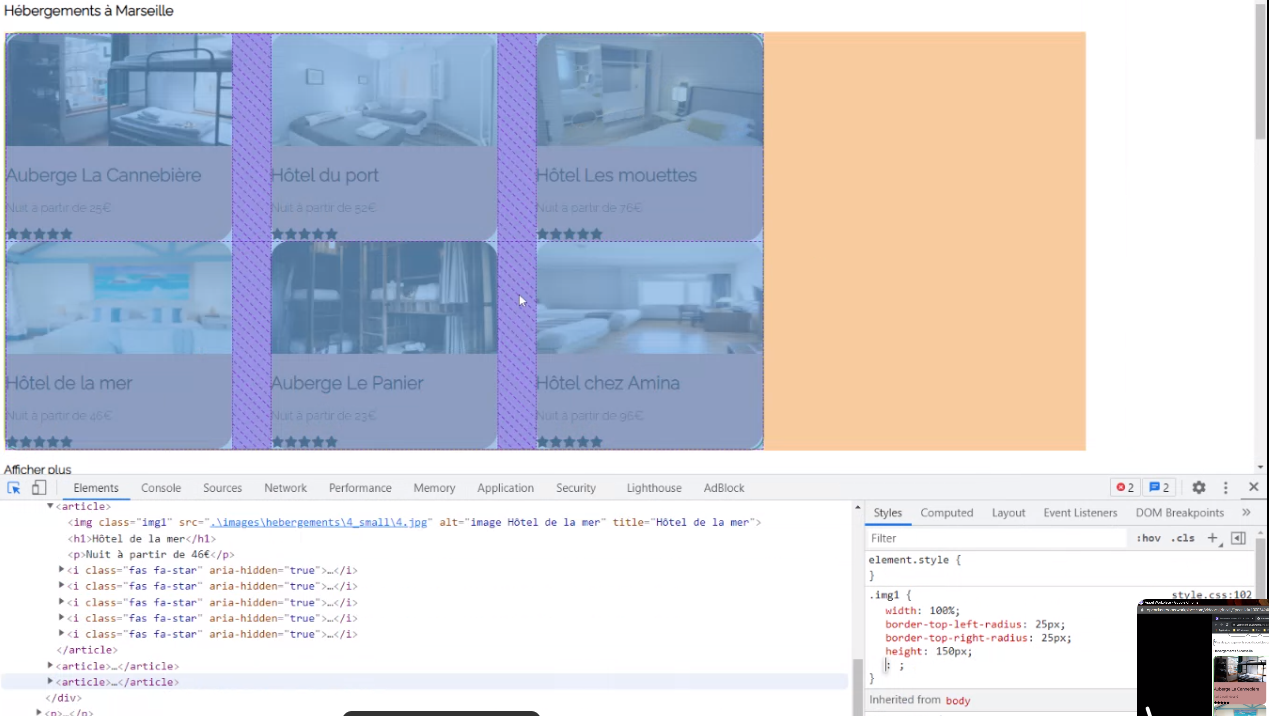 Hébergements à Marseille
Auberge La Cannebière
Hôtel du port
Hôtel Les mouettes
Nuit à partir de 25€
Nuit à partir de 52€
Nuit à partir de 76€
Hôtel de la mer
Auberge Le Panier
Hôtel chez Amina
Nuit à partir de 46€
Nuit à partir de 23€
Nuit à partir de 96€
Afficher plus
Elements Console Sources Network Performance Memory Application Security Lighthouse AdBlock 2 2
<article>
<img class="img1" src=".\images\hebergements\4_small\4.jpg" alt="image Hôtel de la mer" title="Hôtel de la mer">
<h1>Hôtel de la mer</h1>
<p>Nuit à partir de 46€</p>
<i class="fas fa-star" aria-hidden="true">…</i>
<i class="fas fa-star" aria-hidden="true">…</i>
<i class="fas fa-star" aria-hidden="true">…</i>
<i class="fas fa-star" aria-hidden="true">…</i>
<i class="fas fa-star" aria-hidden="true">…</i>
</article>
<article>…</article>
<article>…</article>
</div>
<p>…</p>
Styles Computed Layout Event Listeners DOM Breakpoints »
Filter :hov .cls +
element.style {
}
.img1 { style.css:102
width: 100%;
border-top-left-radius: 25px;
border-top-right-radius: 25px;
height: 150px;
: ;
}
Inherited from body